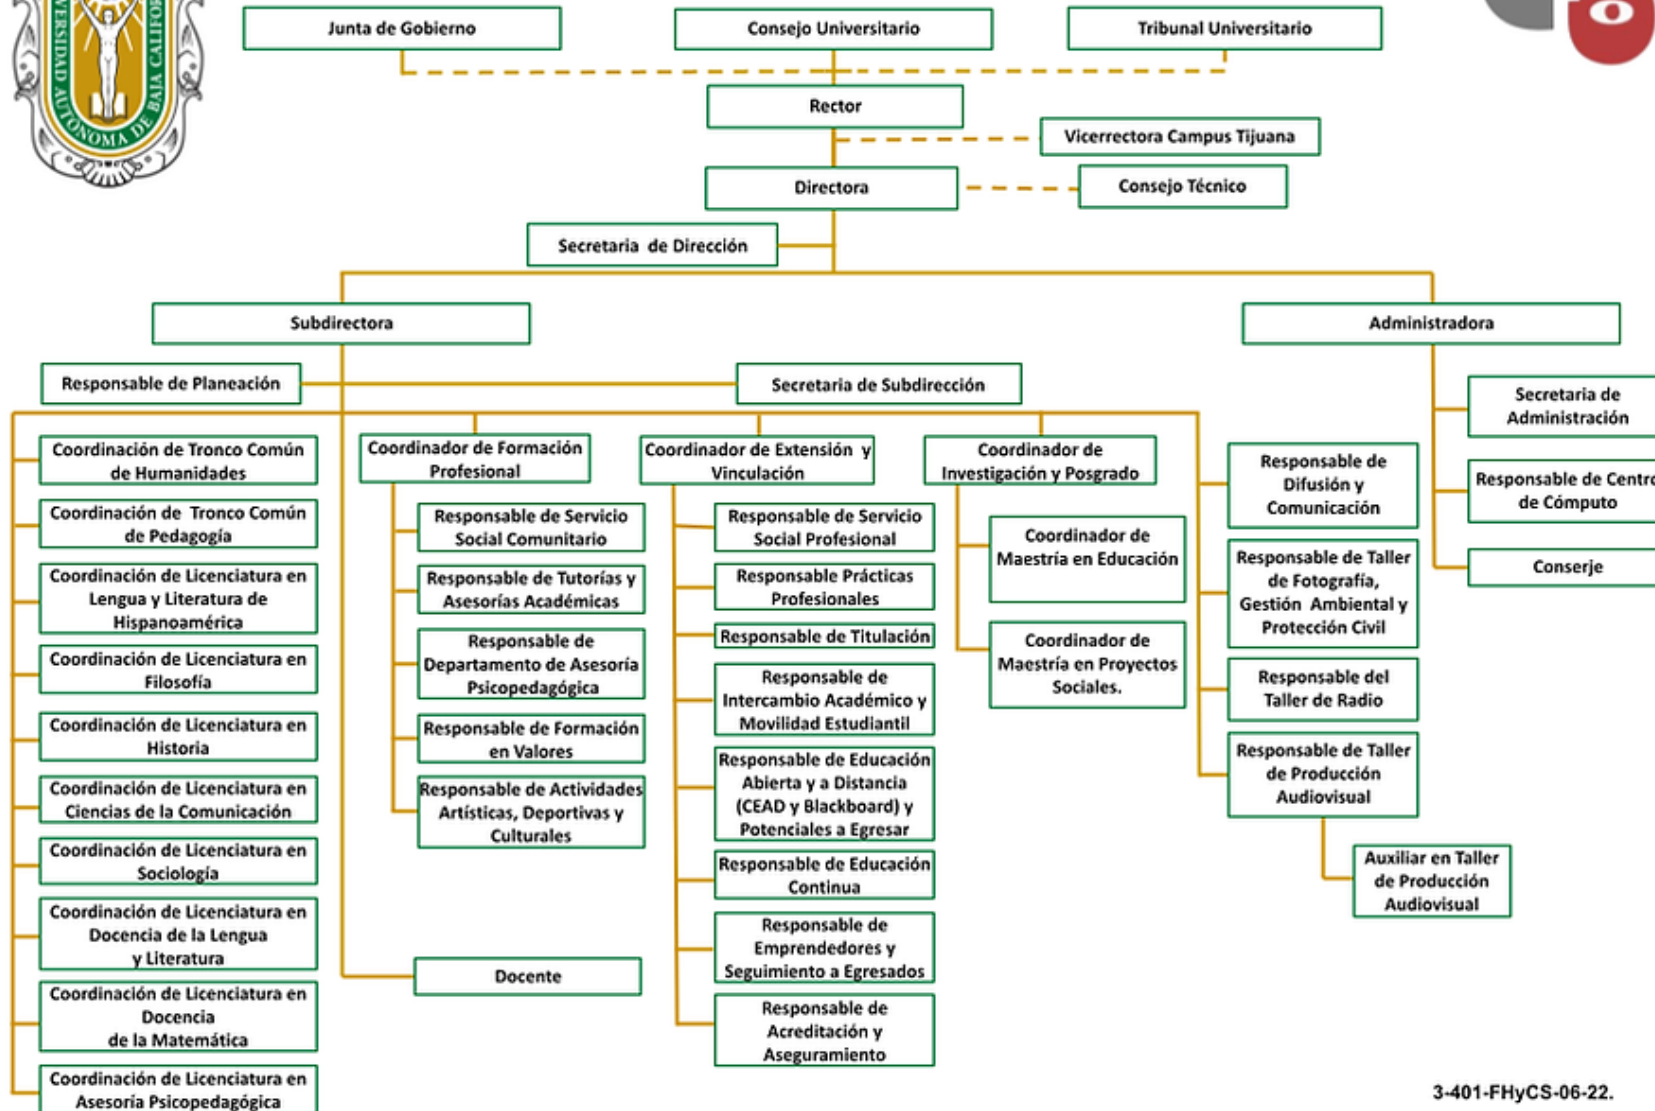 VERSIDAD AUTÓNOMA DE BAJA CALIFOR
Junta de Gobierno
Consejo Universitario
Tribunal Universitario
Rector
Vicerrectora Campus Tijuana
Directora
Consejo Técnico
Secretaria de Dirección
Subdirectora
Administradora
Responsable de Planeación
Secretaria de Subdirección
Secretaria de
Administración
Responsable de Centro
de Cómputo
Conserje
Coordinación de Tronco Común
de Humanidades
Coordinación de Tronco Común
de Pedagogía
Coordinación de Licenciatura en
Lengua y Literatura de
Hispanoamérica
Coordinación de Licenciatura en
Filosofía
Coordinación de Licenciatura en
Historia
Coordinación de Licenciatura en
Ciencias de la Comunicación
Coordinación de Licenciatura en
Sociología
Coordinación de Licenciatura en
Docencia de la Lengua
y Literatura
Coordinación de Licenciatura en
Docencia
de la Matemática
Coordinación de Licenciatura en
Asesoría Psicopedagógica
Coordinador de Formación
Profesional
Responsable de Servicio
Social Comunitario
Responsable de Tutorías y
Asesorías Académicas
Responsable de
Departamento de Asesoría
Psicopedagógica
Responsable de Formación
en Valores
Responsable de Actividades
Artísticas, Deportivas y
Culturales
Docente
Coordinador de Extensión y
Vinculación
Responsable de Servicio
Social Profesional
Responsable Prácticas
Profesionales
Responsable de Titulación
Responsable de
Intercambio Académico y
Movilidad Estudiantil
Responsable de Educación
Abierta y a Distancia
(CEAD y Blackboard) y
Potenciales a Egresar
Responsable de Educación
Continua
Responsable de
Emprendedores y
Seguimiento a Egresados
Responsable de
Acreditación y
Aseguramiento
Coordinador de
Investigación y Posgrado
Coordinador de
Maestría en Educación
Coordinador de
Maestría en Proyectos
Sociales.
Responsable de
Difusión y
Comunicación
Responsable de Taller
de Fotografía,
Gestión Ambiental y
Protección Civil
Responsable del
Taller de Radio
Responsable de Taller
de Producción
Audiovisual
Auxiliar en Taller
de Producción
Audiovisual
3-401-FHyCS-06-22.